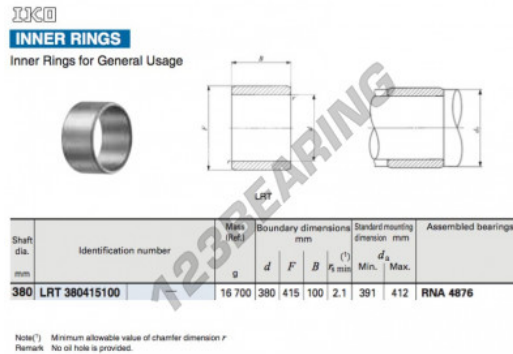 IKO
INNER RINGS
Inner Rings for General Usage
B
F
d
r
r
dₐ
LRT
123BEARING
Shaft dia. mm
Identification number
Mass (Ref.) g
Boundary dimensions mm
d F B rs min (1)
Standard mounting dimension mm
da
Min. Max.
Assembled bearings
380 LRT 380415100 — 16 700 380 415 100 2.1 391 412 RNA 4876
Note(1) Minimum allowable value of chamfer dimension r
Remark No oil hole is provided.